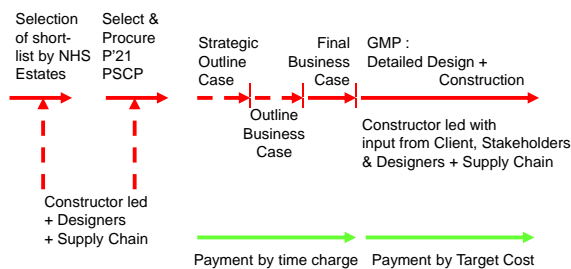 Selection
of short-
list by NHS
Estates
Select &
Procure
P'21
PSCP
Strategic
Outline
Case
Outline
Business
Case
Final
Business
Case
GMP :
Detailed Design +
Construction
Constructor led
+ Designers
+ Supply Chain
Constructor led with
input from Client, Stakeholders
& Designers + Supply Chain
Payment by time charge
Payment by Target Cost